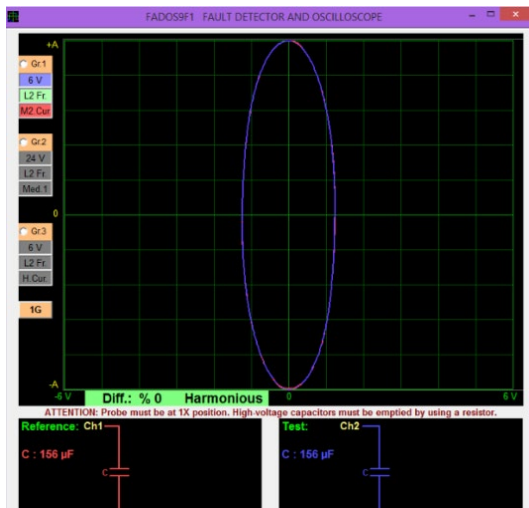 FADOS9F1 FAULT DETECTOR AND OSCILLOSCOPE
+A
Gr.1
6 V
L2 Fr.
M2.Cur
Gr.2
24 V
L2 Fr.
Med.1
0
Gr.3
6 V
L2 Fr.
H.Cur.
1G
-A
-6 V
Diff.: % 0 Harmonious
0
6 V
ATTENTION: Probe must be at 1X position. High-voltage capacitors must be emptied by using a resistor.
Reference: Ch1
C : 156 µF
C
Test: Ch2
C : 156 µF
C